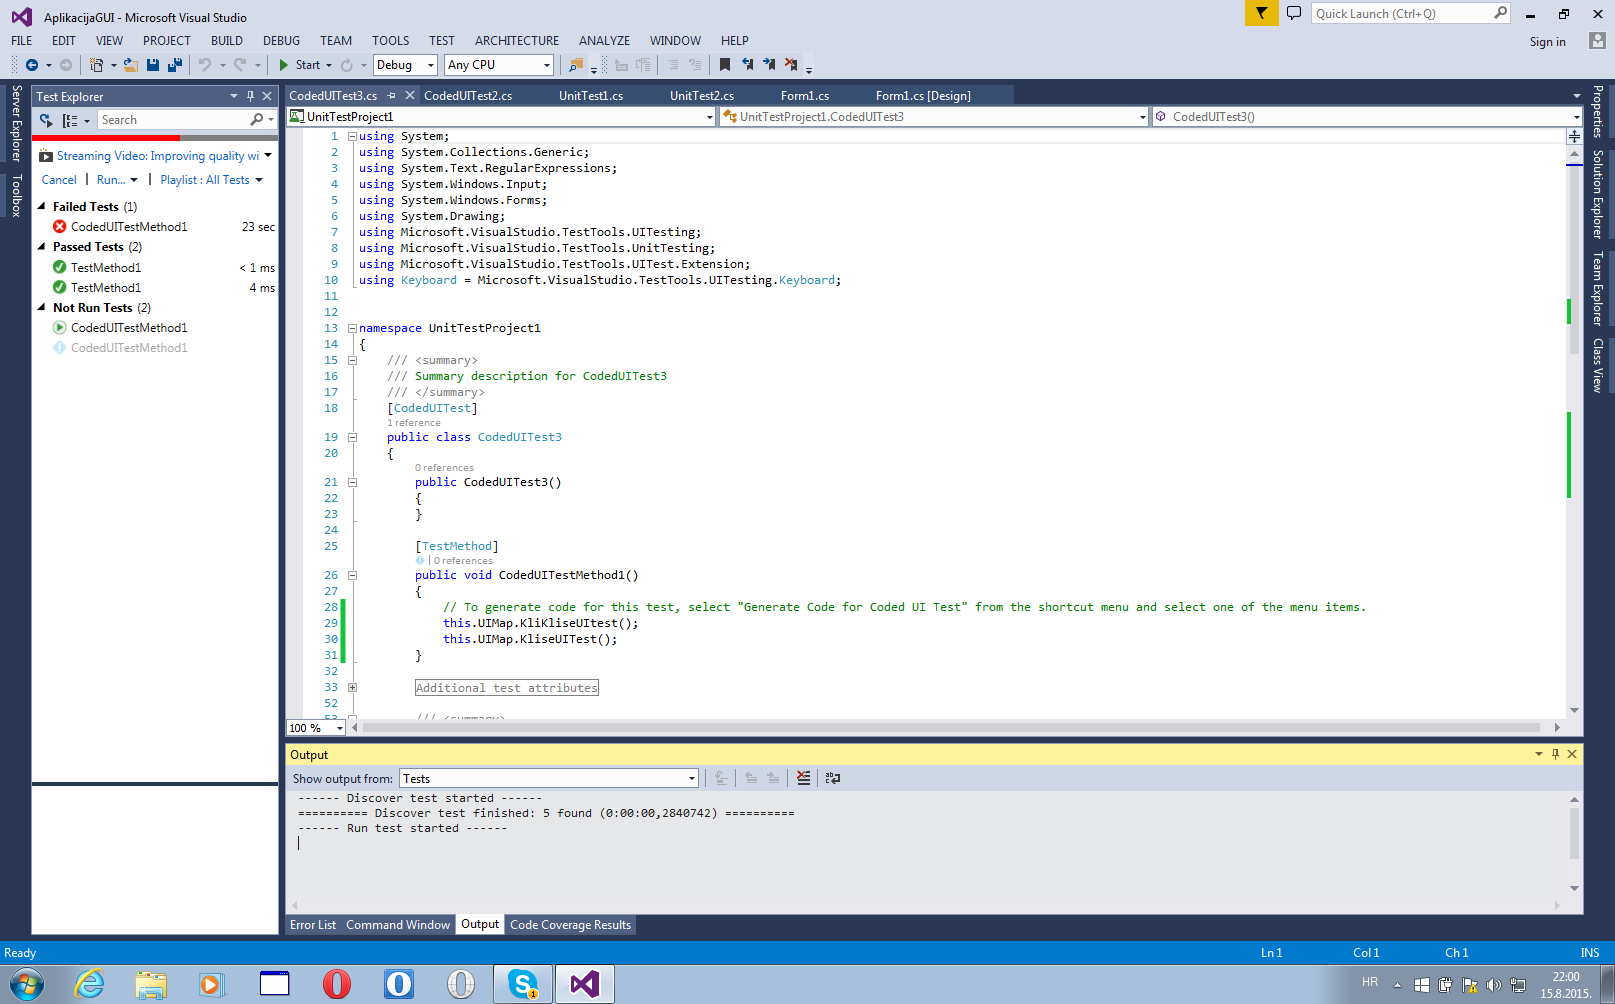 AplikacijaGUI - Microsoft Visual Studio
Quick Launch (Ctrl+Q)
FILE EDIT VIEW PROJECT BUILD DEBUG TEAM TOOLS TEST ARCHITECTURE ANALYZE WINDOW HELP
Sign in
Start Debug Any CPU
Server Explorer
Toolbox
Test Explorer
Search
Streaming Video: Improving quality wi
Cancel | Run... | Playlist : All Tests
Failed Tests (1)
CodedUITestMethod1 23 sec
Passed Tests (2)
TestMethod1 < 1 ms
TestMethod1 4 ms
Not Run Tests (2)
CodedUITestMethod1
CodedUITestMethod1
CodedUITest3.cs CodedUITest2.cs UnitTest1.cs UnitTest2.cs Form1.cs Form1.cs [Design]
UnitTestProject1 UnitTestProject1.CodedUITest3 CodedUITest3()
1 using System;
2 using System.Collections.Generic;
3 using System.Text.RegularExpressions;
4 using System.Windows.Input;
5 using System.Windows.Forms;
6 using System.Drawing;
7 using Microsoft.VisualStudio.TestTools.UITesting;
8 using Microsoft.VisualStudio.TestTools.UnitTesting;
9 using Microsoft.VisualStudio.TestTools.UITest.Extension;
10 using Keyboard = Microsoft.VisualStudio.TestTools.UITesting.Keyboard;
11
12
13 namespace UnitTestProject1
14 {
15 /// <summary>
16 /// Summary description for CodedUITest3
17 /// </summary>
18 [CodedUITest]
1 reference
19 public class CodedUITest3
20 {
0 references
21 public CodedUITest3()
22 {
23 }
24
25 [TestMethod]
| 0 references
26 public void CodedUITestMethod1()
27 {
28 // To generate code for this test, select "Generate Code for Coded UI Test" from the shortcut menu and select one of the menu items.
29 this.UIMap.KliKliseUItest();
30 this.UIMap.KliseUITest();
31 }
32
33 Additional test attributes
52
53 /// <summary>
100 %
Properties
Solution Explorer
Team Explorer
Class View
Output
Show output from: Tests
------ Discover test started ------
========== Discover test finished: 5 found (0:00:00,2840742) ==========
------ Run test started ------
Error List Command Window Output Code Coverage Results
Ready Ln 1 Col 1 Ch 1 INS
HR 22:00
15.8.2015.